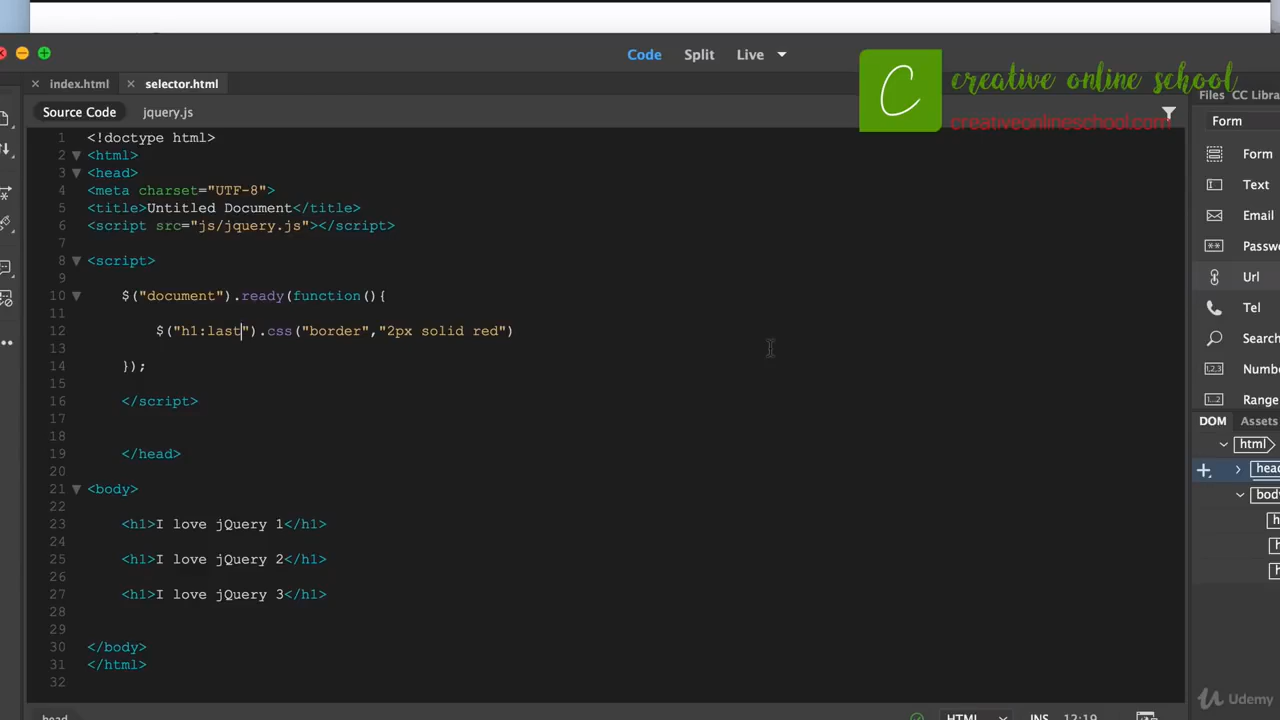 Code Split Live
creative online school
creativeonlineschool.com
C
index.html selector.html
Files CC Libra
Source Code jquery.js
Form
1 <!doctype html>
2 <html>
3 <head>
4 <meta charset="UTF-8">
5 <title>Untitled Document</title>
6 <script src="js/jquery.js"></script>
7
8 <script>
9
10 $("document").ready(function(){
11
12 $("h1:last").css("border","2px solid red")
13
14 });
15
16 </script>
17
18
19 </head>
20
21 <body>
22
23 <h1>I love jQuery 1</h1>
24
25 <h1>I love jQuery 2</h1>
26
27 <h1>I love jQuery 3</h1>
28
29
30 </body>
31 </html>
32
Form
Text
Email
Passw
Url
Tel
Search
1,2,3 Numbe
1...2 Range
DOM Assets
html
head
body
h
h
h
head
HTML INS 12:19
Udemy